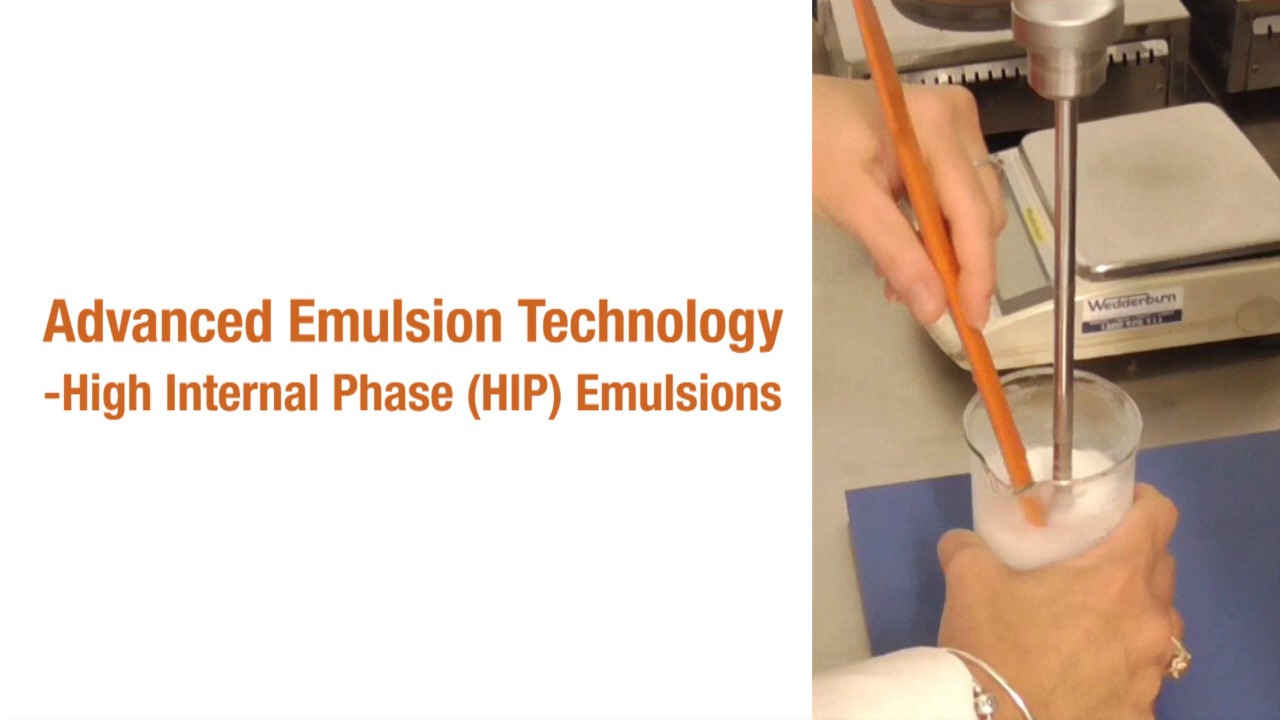 Advanced Emulsion Technology
-High Internal Phase (HIP) Emulsions
Wedderburn